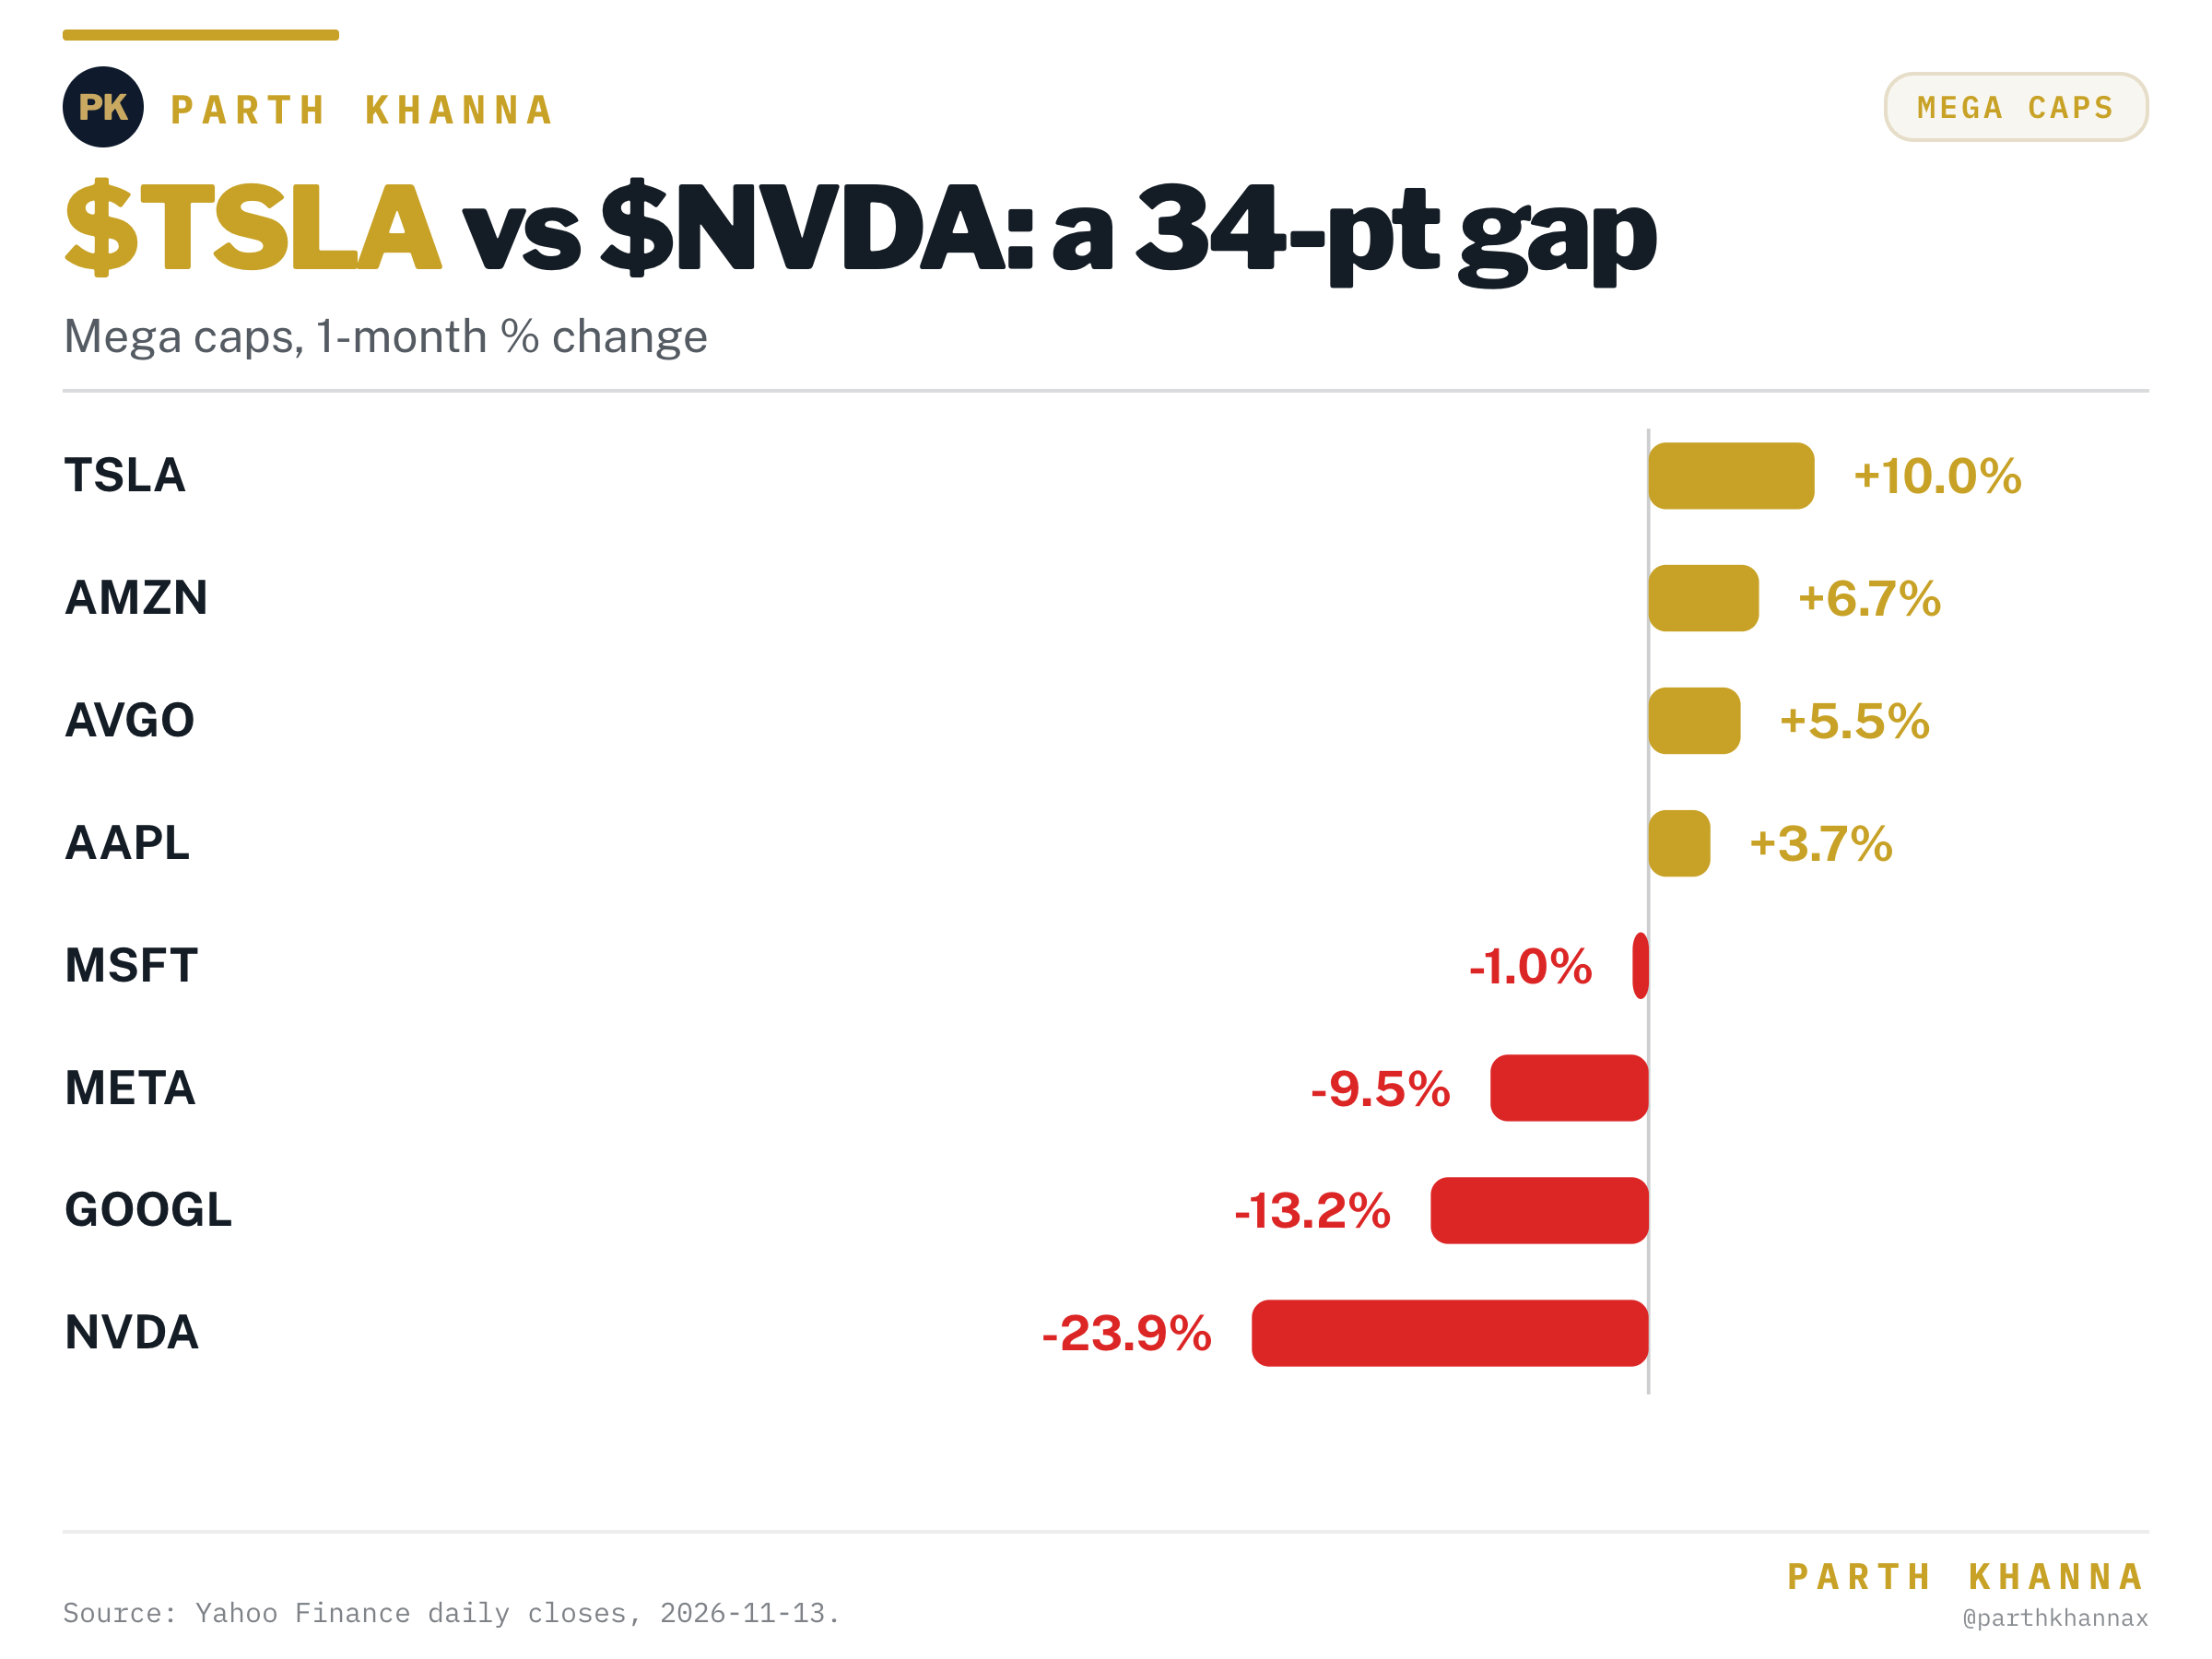 PK PARTH KHANNA
MEGA CAPS
$TSLA vs $NVDA: a 34-pt gap
Mega caps, 1-month % change
TSLA +10.0%
AMZN +6.7%
AVGO +5.5%
AAPL +3.7%
MSFT -1.0%
META -9.5%
GOOGL -13.2%
NVDA -23.9%
PARTH KHANNA
Source: Yahoo Finance daily closes, 2026-11-13.
@parthkhannax